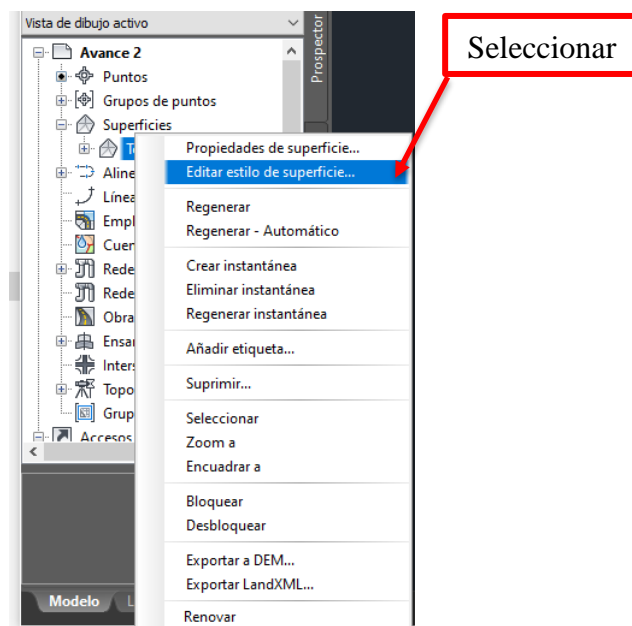 Vista de dibujo activo
Prospector
Seleccionar
Avance 2
Puntos
Grupos de puntos
Superficies
Propiedades de superficie...
Editar estilo de superficie...
Regenerar
Regenerar - Automático
Crear instantánea
Eliminar instantánea
Regenerar instantánea
Añadir etiqueta...
Suprimir...
Seleccionar
Zoom a
Encuadrar a
Bloquear
Desbloquear
Exportar a DEM...
Exportar LandXML...
Renovar
Aline
Línea
Empl
Cuen
Rede
Rede
Obra
Ensar
Inters
Topo
Grup
Accesos
Modelo